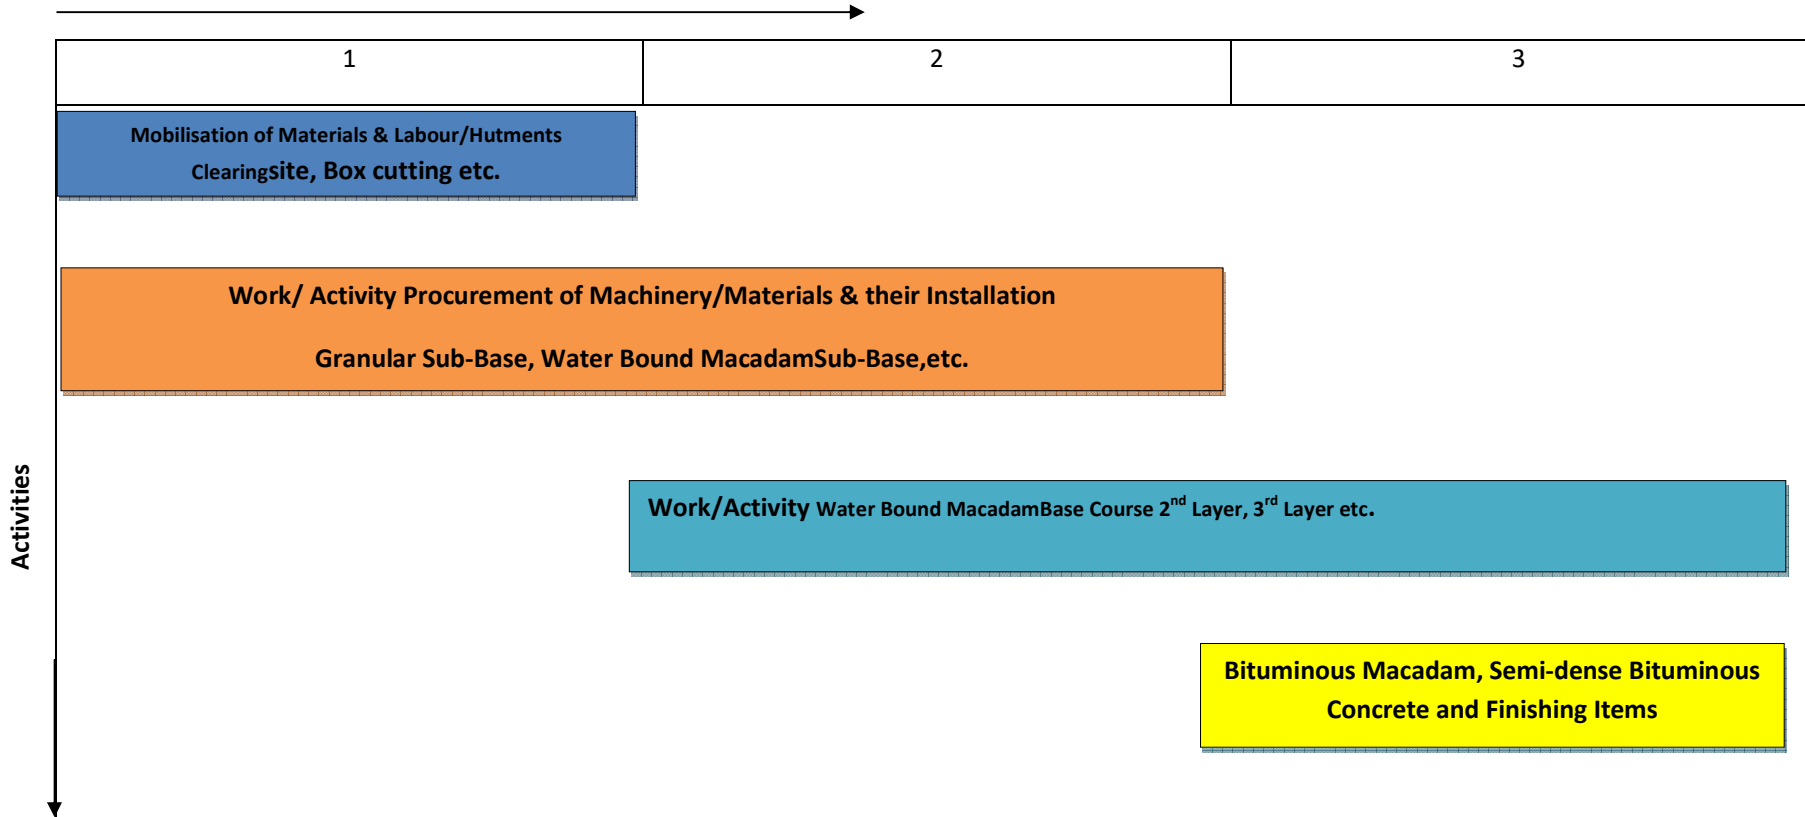 1 2 3
Mobilisation of Materials & Labour/Hutments
Clearingsite, Box cutting etc.
Work/ Activity Procurement of Machinery/Materials & their Installation
Granular Sub-Base, Water Bound MacadamSub-Base,etc.
Activities
Work/Activity Water Bound MacadamBase Course 2nd Layer, 3rd Layer etc.
Bituminous Macadam, Semi-dense Bituminous
Concrete and Finishing Items